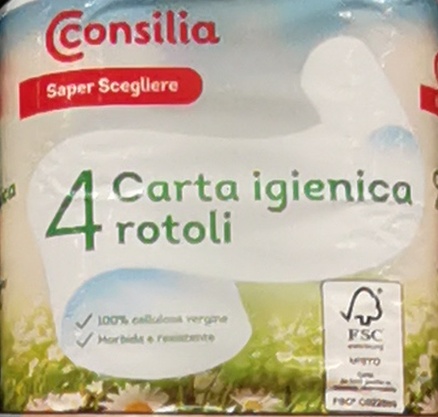 Consilia
Saper Scegliere
4 Carta igienica
rotoli
✓ 100% cellulosa vergine
✓ Morbida e resistente
FSC
MISTO